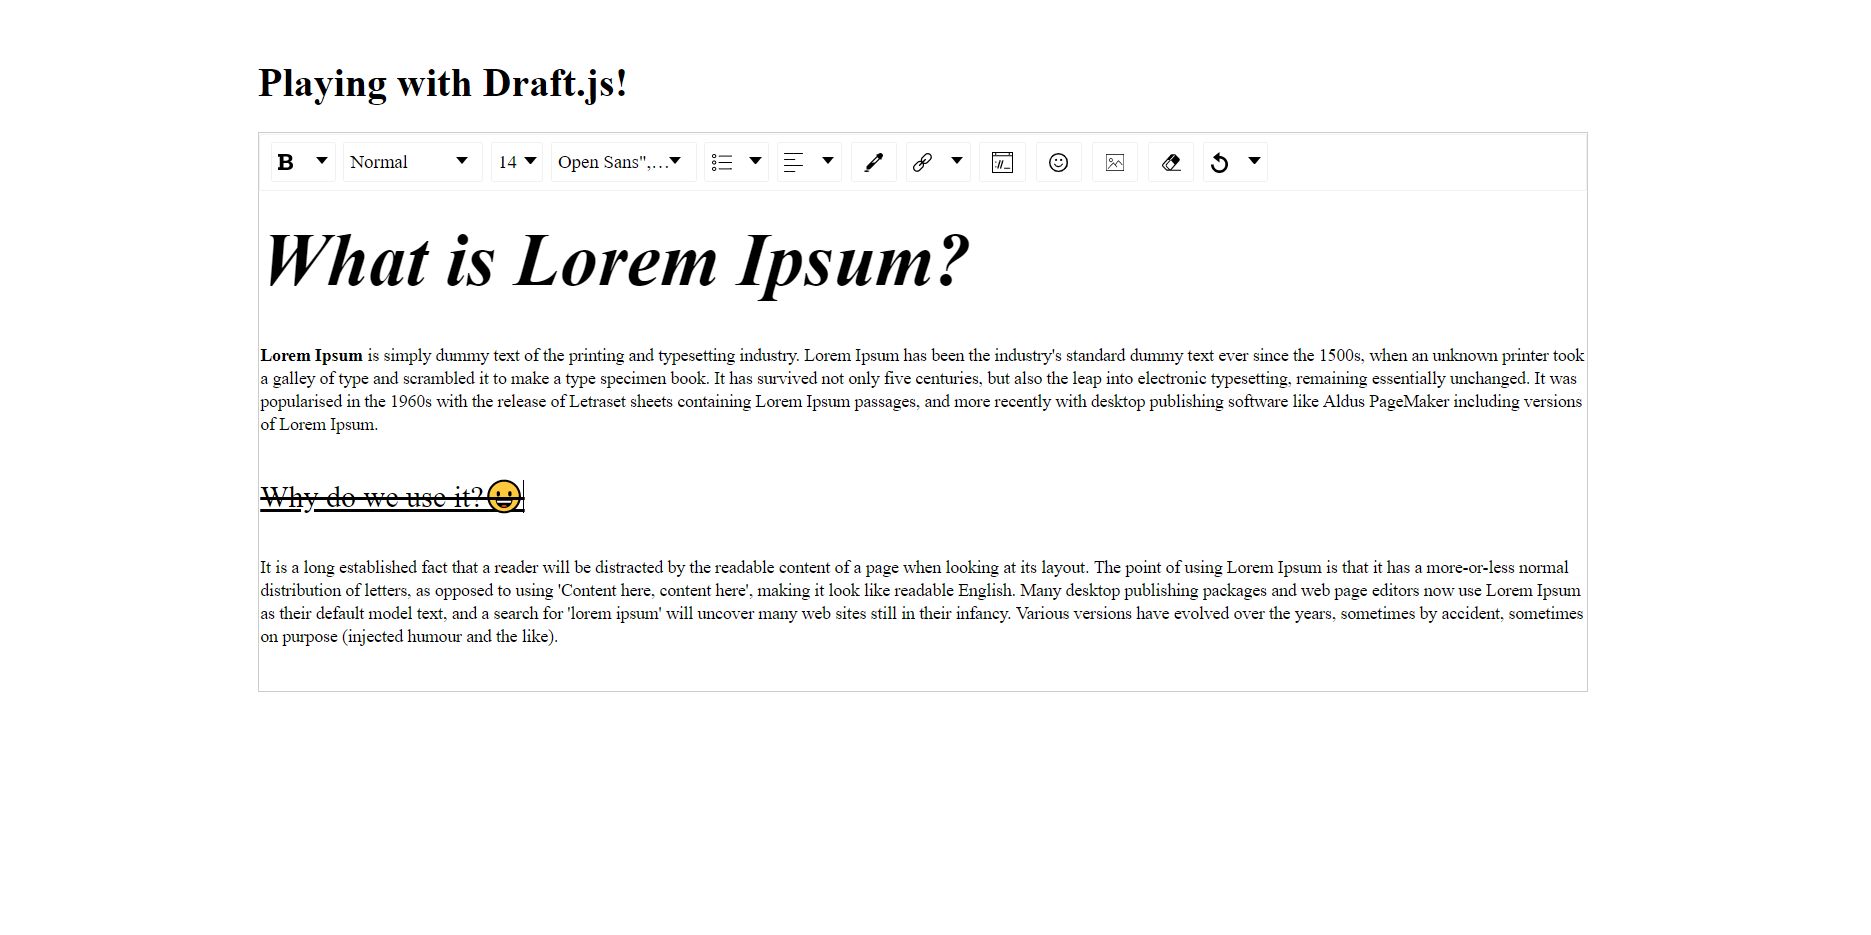 Playing with Draft.js!
B Normal 14 Open Sans",...
What is Lorem Ipsum?
Lorem Ipsum is simply dummy text of the printing and typesetting industry. Lorem Ipsum has been the industry's standard dummy text ever since the 1500s, when an unknown printer took
a galley of type and scrambled it to make a type specimen book. It has survived not only five centuries, but also the leap into electronic typesetting, remaining essentially unchanged. It was
popularised in the 1960s with the release of Letraset sheets containing Lorem Ipsum passages, and more recently with desktop publishing software like Aldus PageMaker including versions
of Lorem Ipsum.
Why do we use it?😀
It is a long established fact that a reader will be distracted by the readable content of a page when looking at its layout. The point of using Lorem Ipsum is that it has a more-or-less normal
distribution of letters, as opposed to using 'Content here, content here', making it look like readable English. Many desktop publishing packages and web page editors now use Lorem Ipsum
as their default model text, and a search for 'lorem ipsum' will uncover many web sites still in their infancy. Various versions have evolved over the years, sometimes by accident, sometimes
on purpose (injected humour and the like).